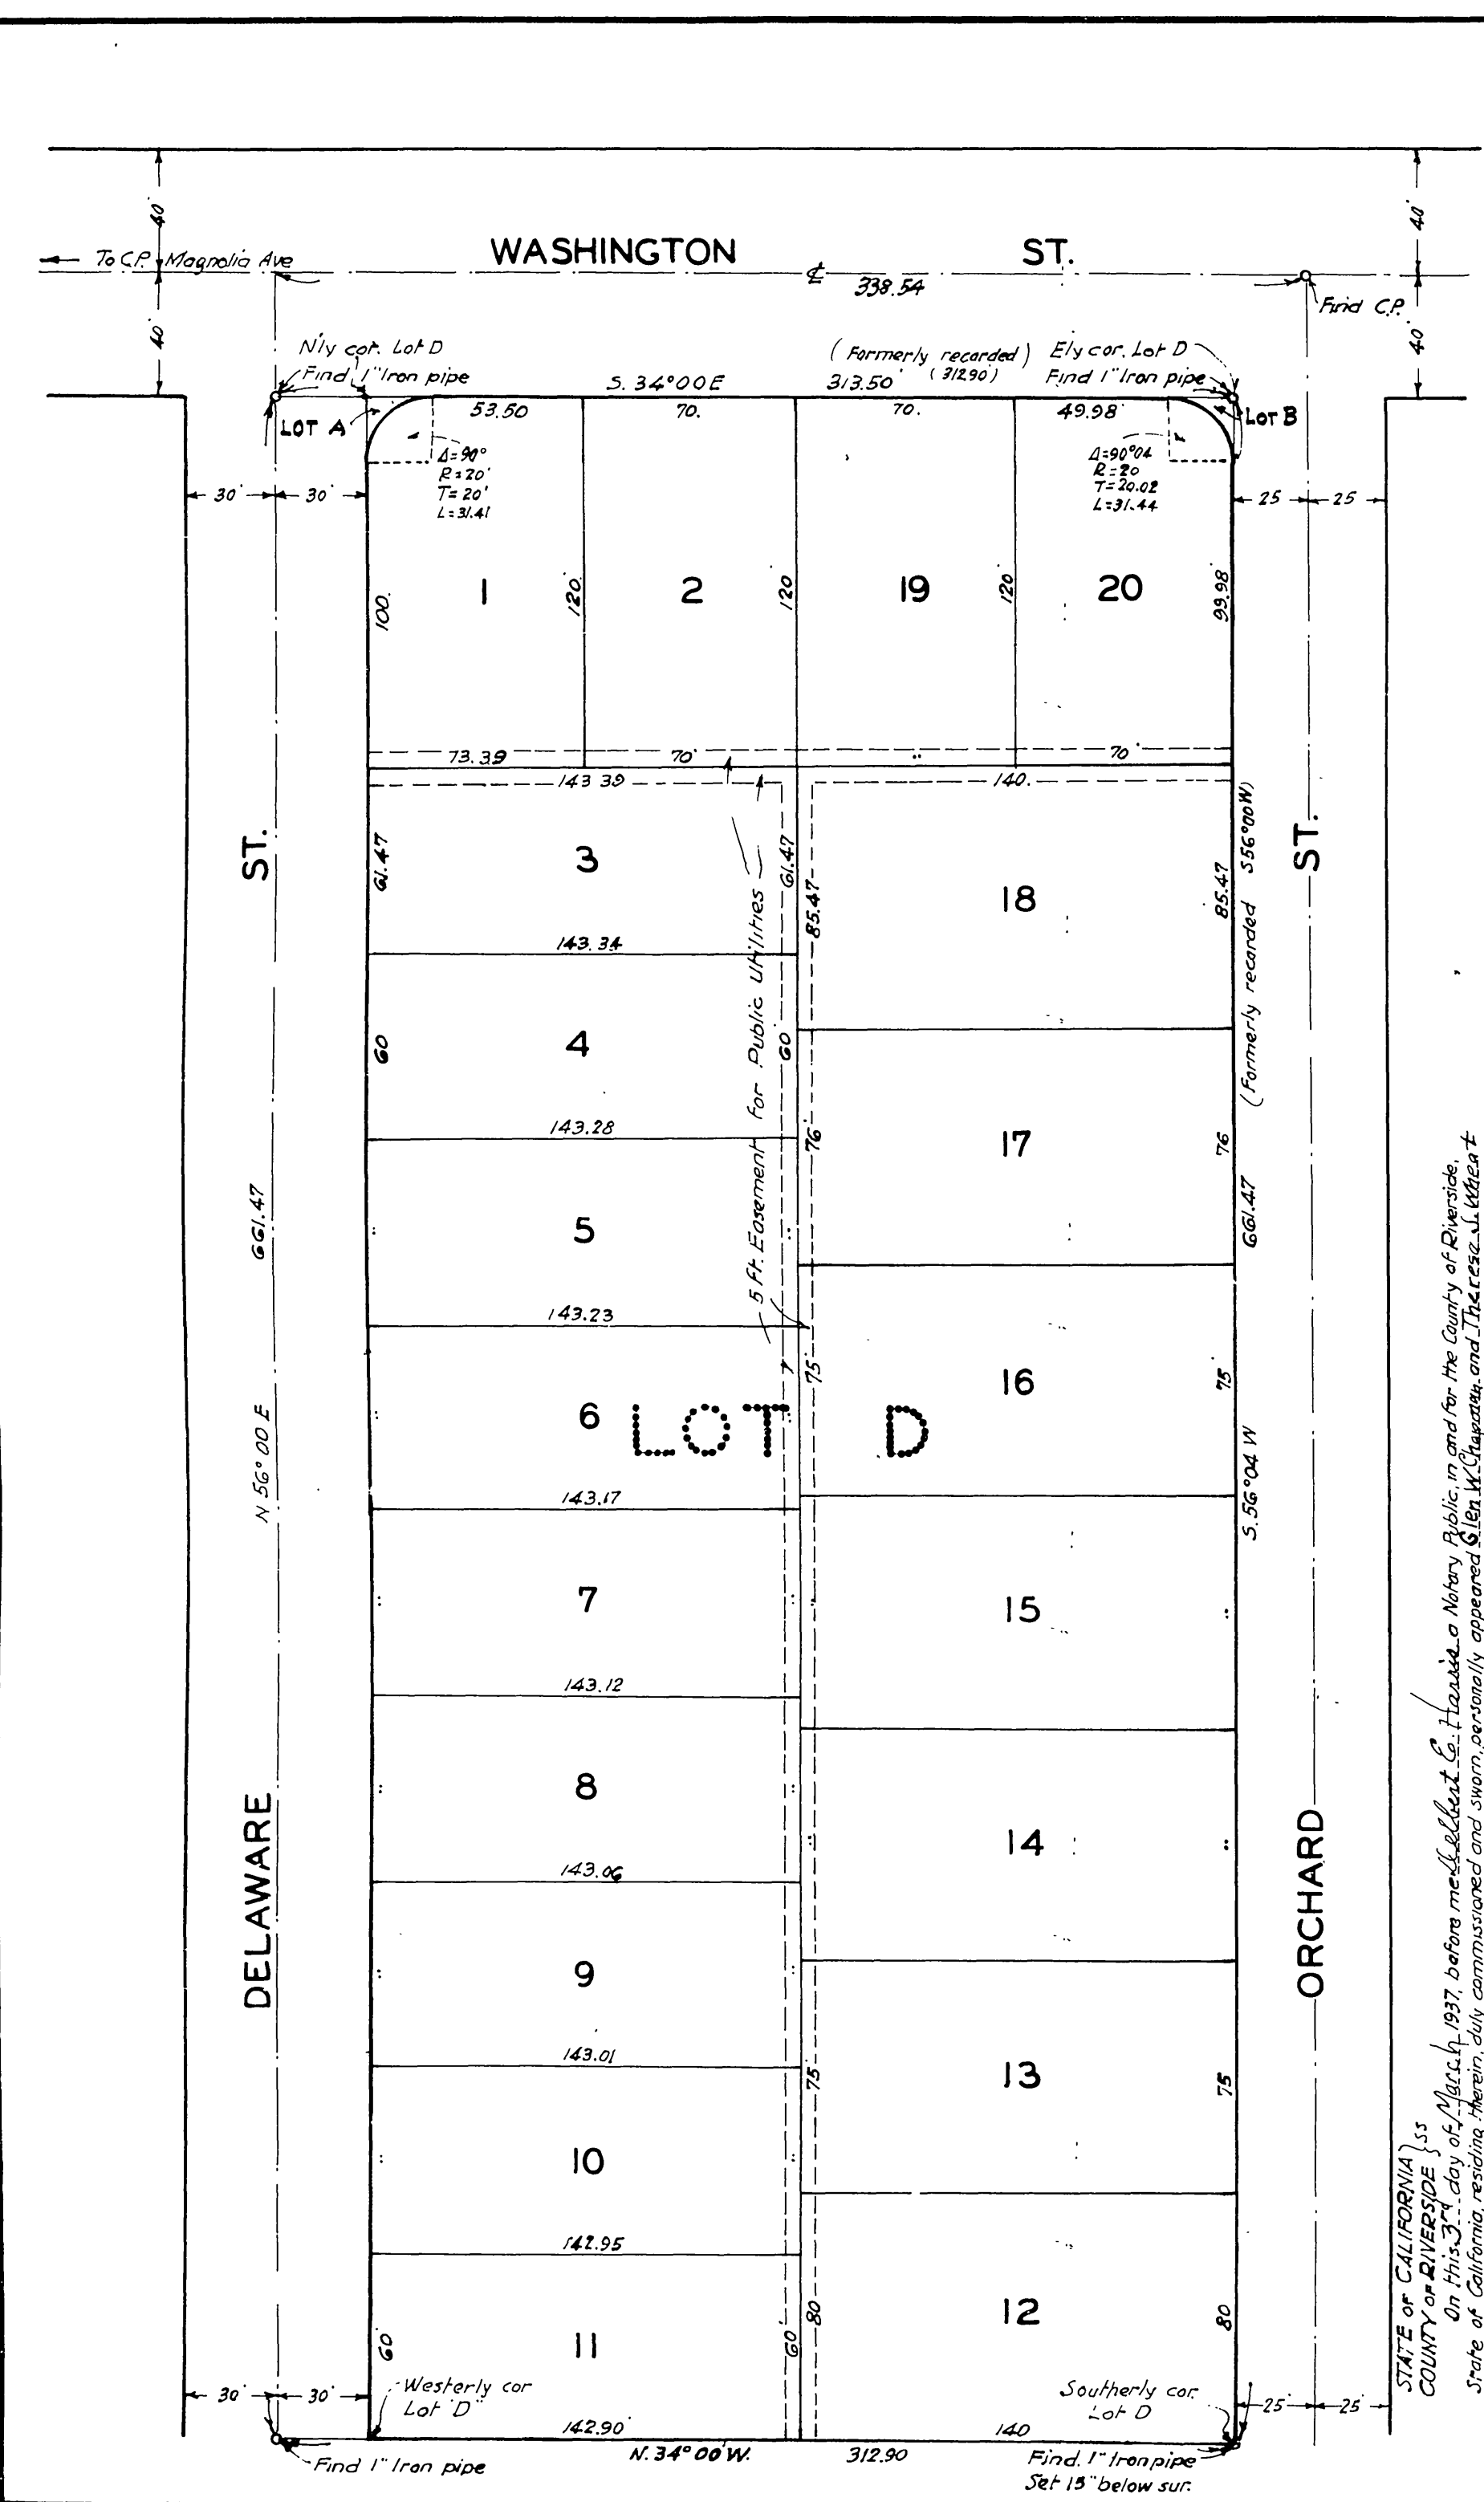 40'
40'
To C.P. Magnolia Ave
WASHINGTON ST.
℄
338.54
Find C.P.
40'
40'
N'ly cor. Lot D
Find 1" Iron pipe
(Formerly recorded)
(312.90)
Ely cor. Lot D
Find 1" Iron pipe
S. 34°00 E
313.50'
53.50
70.
70.
49.98'
LOT A
LOT B
Δ=90°
R=20'
T=20'
L=31.41
Δ=90°04
R=20
T=20.02
L=31.44
30'
30'
25
25
1
2
19
20
100.
120.
120
120'
99.98'
73.39
70'
70'
143.39
140.
ST.
ST.
3
61.47
61.47
85.47
18
85.47
(Formerly recorded S56°00W)
143.34
4
60
60
5 Ft. Easement for Public Utilities
143.28
17
76'
76
661.47
661.47
5
143.23
16
75'
75'
N 56°00 E
S. 56°04 W
6
LOT D
143.17
7
15
143.12
8
14
DELAWARE
ORCHARD
143.06
9
143.01
13
75'
75
10
142.95
12
80
80
11
60'
60'
30'
30'
25'
25'
Westerly cor
Lot "D"
Southerly cor.
Lot D
142.90'
140
N. 34°00'W.
312.90
Find 1" Iron pipe
Find. 1" Iron pipe
Set 15" below sur.
STATE OF CALIFORNIA } SS
COUNTY OF RIVERSIDE
On this 3rd day of March 1937, before me Harris a Notary Public, in and for the County of Riverside,
State of California, residing therein, duly commissioned and sworn, personally appeared Glen W. Chapman and Theresa S. Wheat